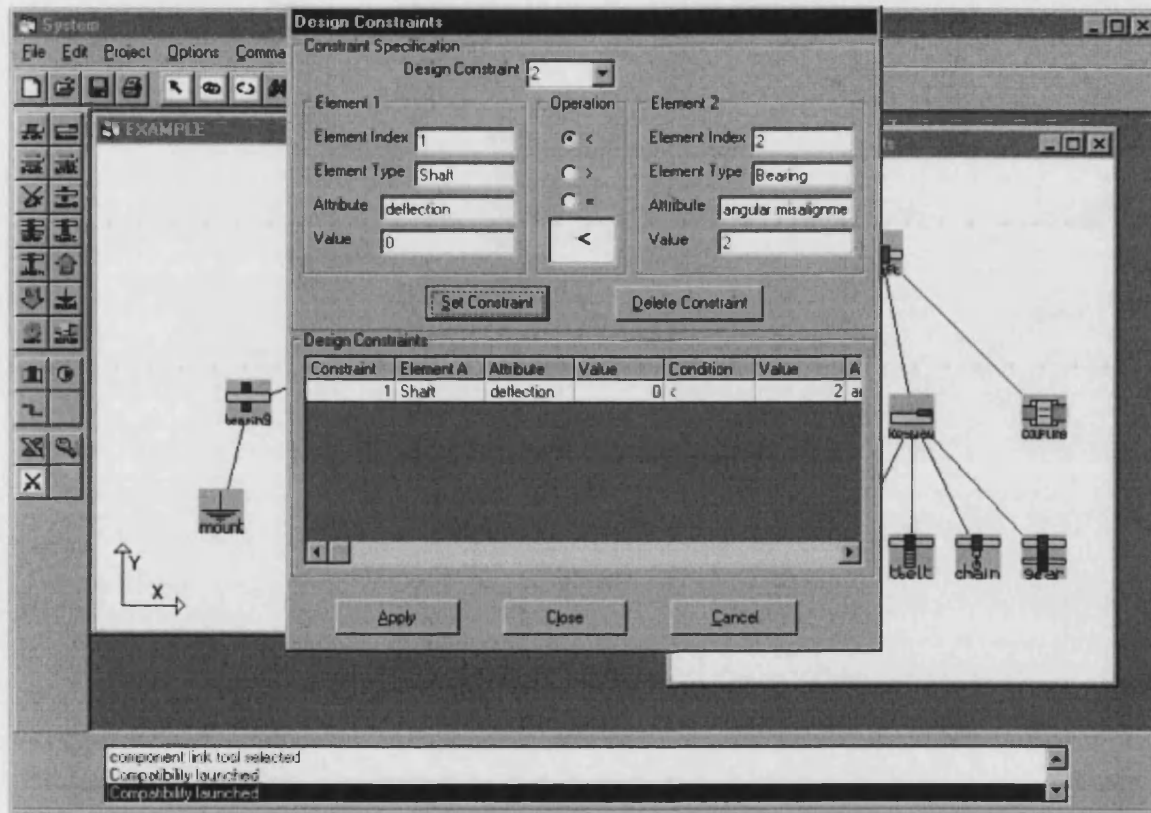 System
File Edit Project Options Comma
EXAMPLE
bearing
mount
Y
X
Design Constraints
Constraint Specification
Design Constraint 2
Element 1
Element Index 1
Element Type Shaft
Attribute deflection
Value 0
Operation
<
>
=
<
Element 2
Element Index 2
Element Type Bearing
Attribute angular misalignme
Value 2
Set Constraint
Delete Constraint
Design Constraints
Constraint Element A Attribute Value Condition Value A
1 Shaft deflection 0 < 2 a
Apply
Close
Cancel
keyway
coupling
tbelt
chain
gear
component link tool selected
Compatibility launched
Compatibility launched